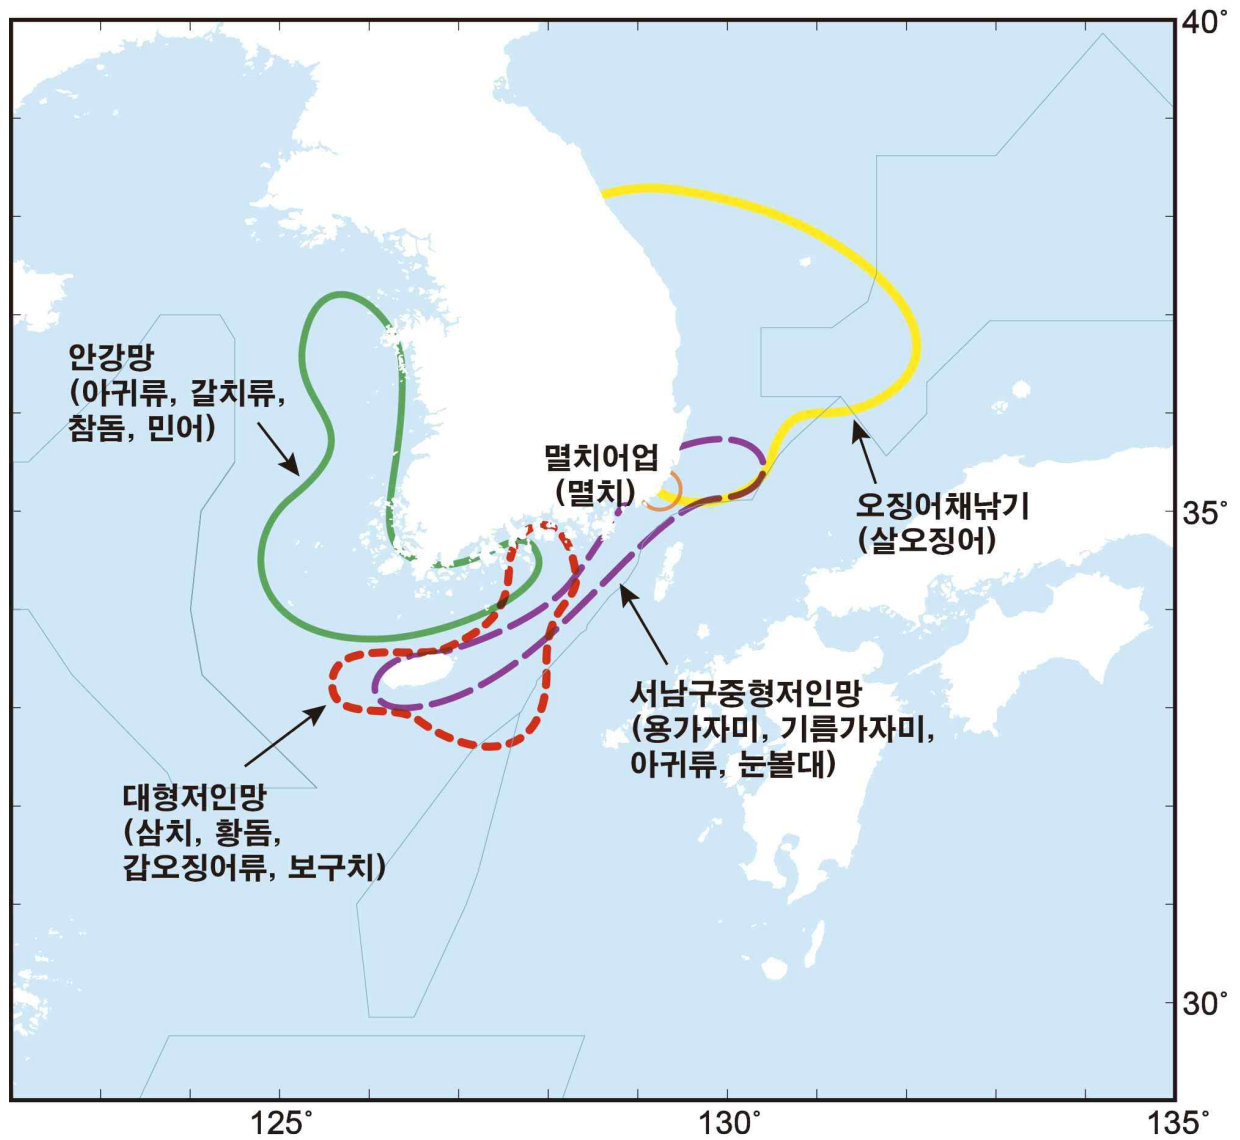 40°
안강망
(아귀류, 갈치류,
참돔, 민어)
멸치어업
(멸치)
오징어채낚기
(살오징어)
35°
서남구중형저인망
(용가자미, 기름가자미,
아귀류, 눈볼대)
대형저인망
(삼치, 황돔,
갑오징어류, 보구치)
30°
125°
130°
135°